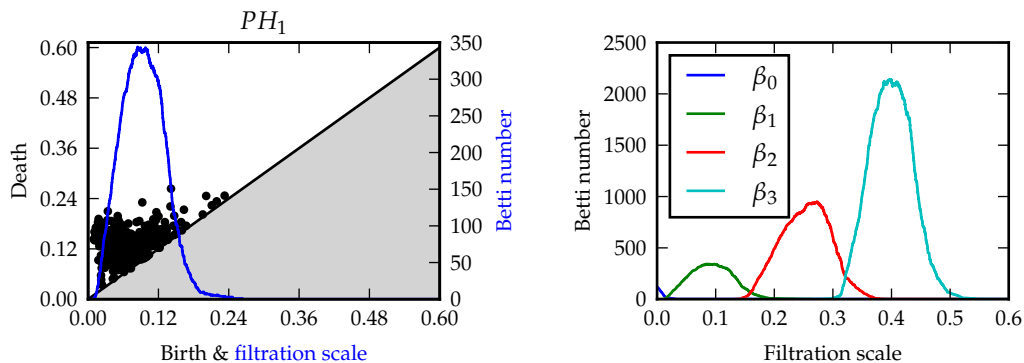 PH₁
Death
0.60
0.48
0.36
0.24
0.12
0.00
0.00 0.12 0.24 0.36 0.48 0.60
350
300
250
200
150
100
50
0
Betti number
Birth & filtration scale
Betti number
2500
2000
1500
1000
500
0
0.0 0.1 0.2 0.3 0.4 0.5 0.6
Filtration scale
β₀
β₁
β₂
β₃